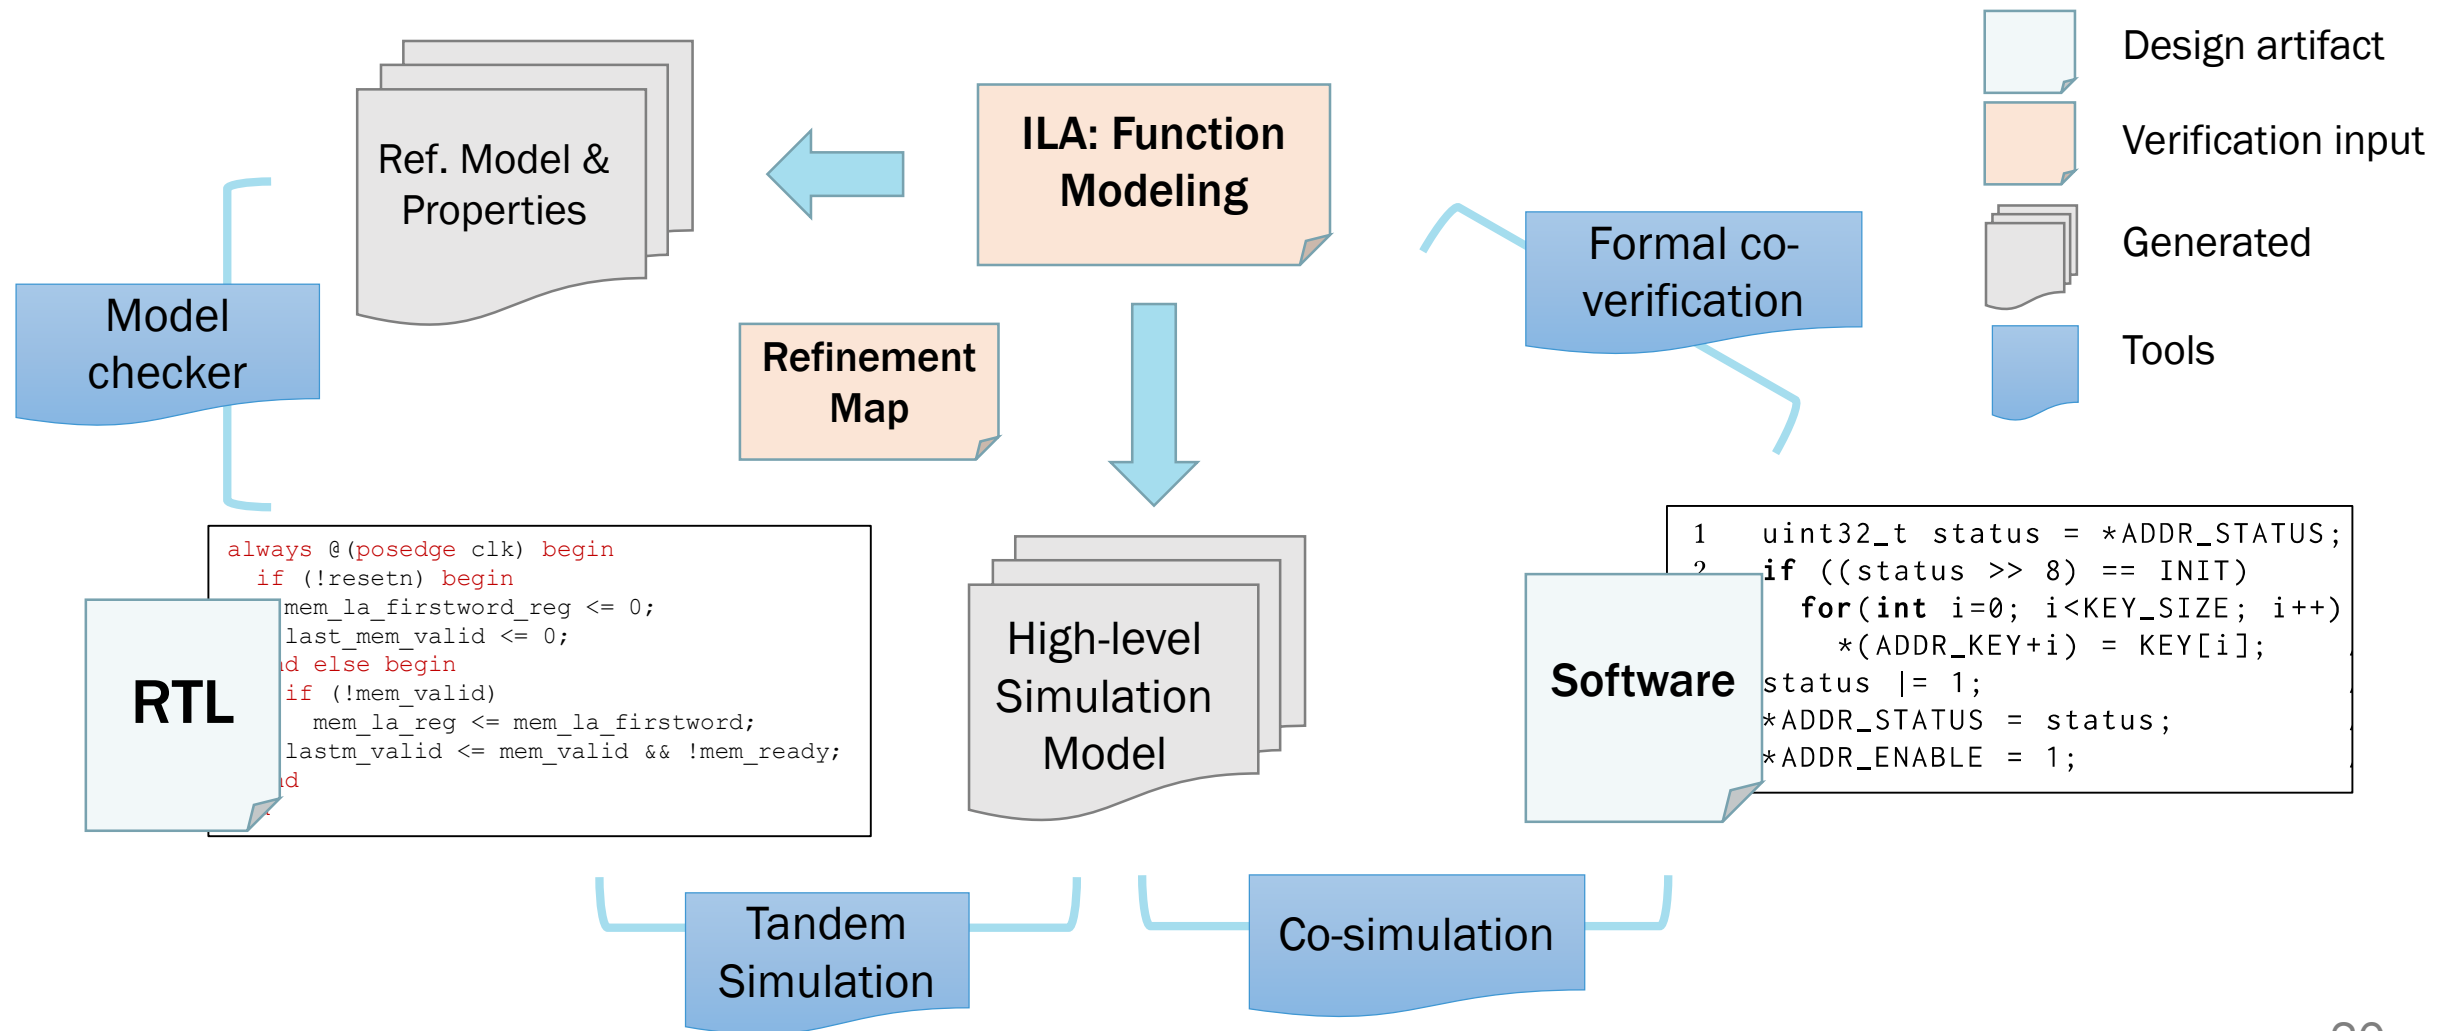 Design artifact
Verification input
Generated
Tools
Ref. Model &
Properties
ILA: Function
Modeling
Formal co-
verification
Model
checker
Refinement
Map
always @(posedge clk) begin
if (!resetn) begin
mem_la_firstword_reg <= 0;
last_mem_valid <= 0;
d else begin
if (!mem_valid)
mem_la_reg <= mem_la_firstword;
lastm_valid <= mem_valid && !mem_ready;
d
RTL
High-level
Simulation
Model
1 uint32_t status = *ADDR_STATUS;
2 if ((status >> 8) == INIT)
for(int i=0; i<KEY_SIZE; i++)
*(ADDR_KEY+i) = KEY[i];
status |= 1;
*ADDR_STATUS = status;
*ADDR_ENABLE = 1;
Software
Tandem
Simulation
Co-simulation